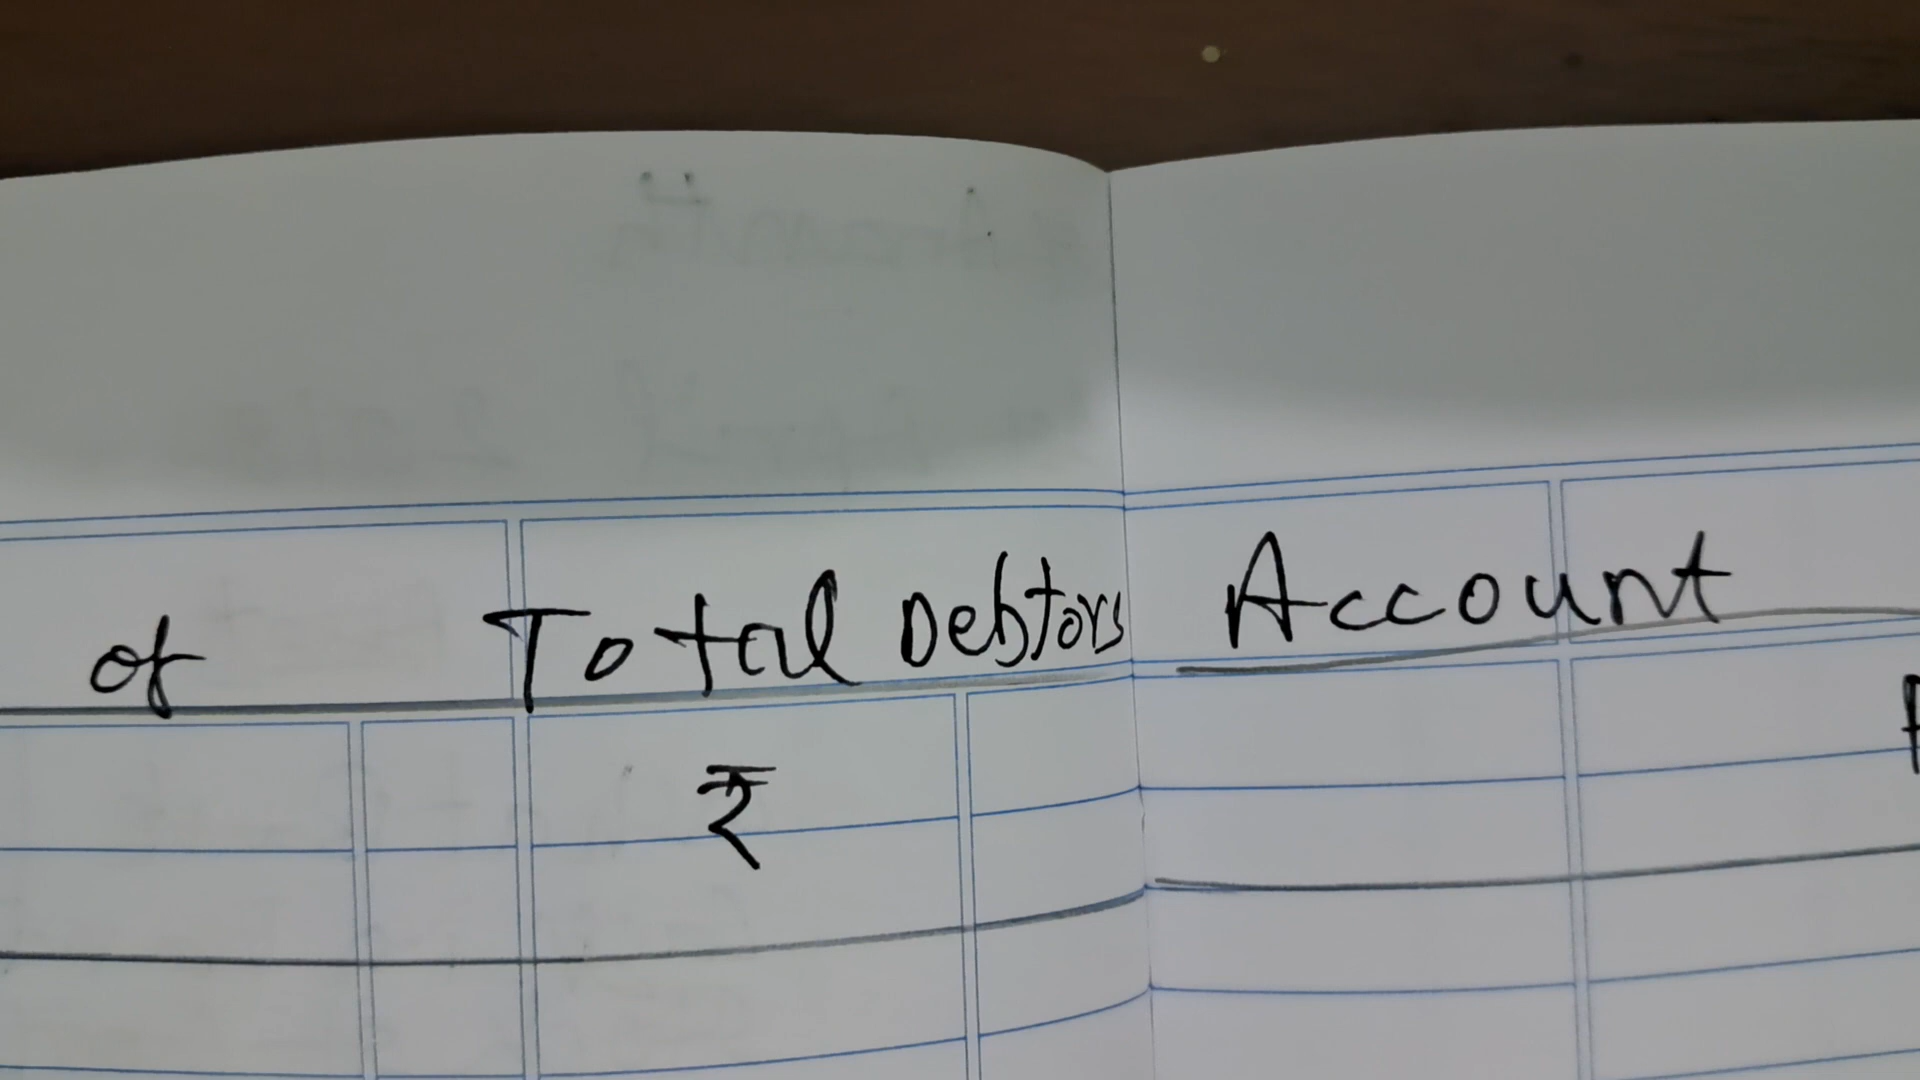 of Total Debtors Account
₹